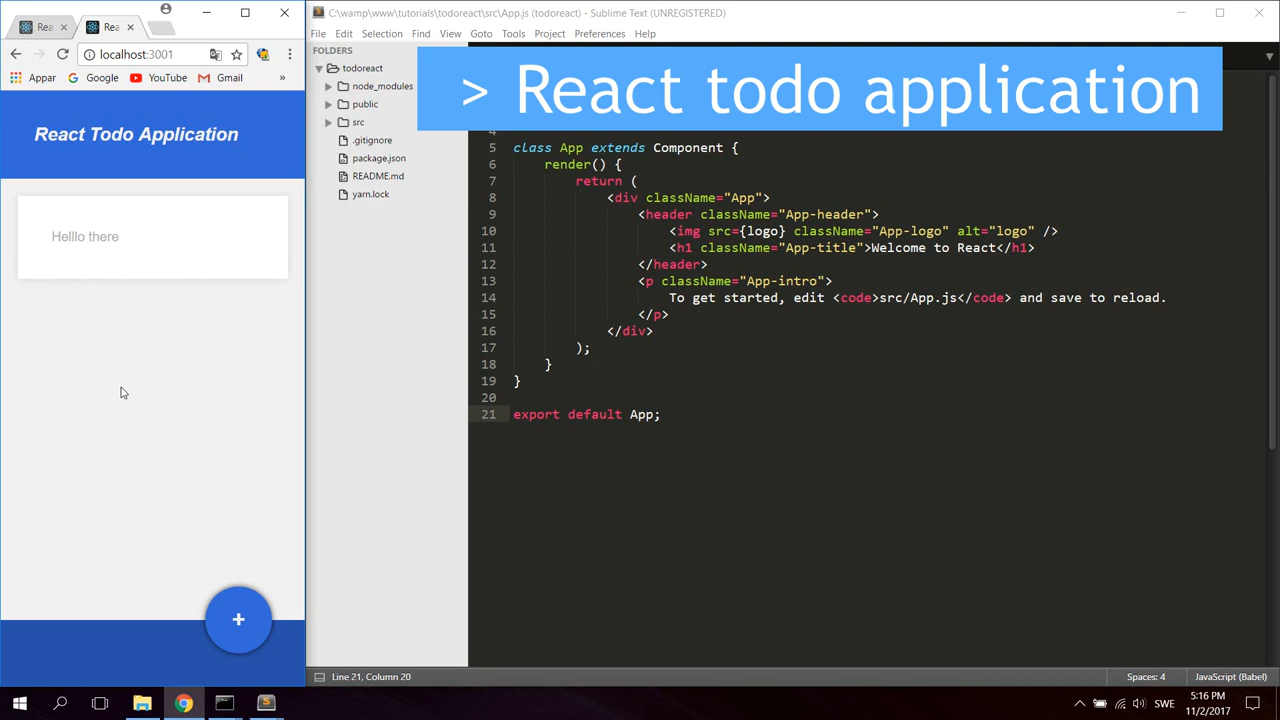 Rea
Rea
localhost:3001
Appar
Google
YouTube
Gmail
»
React Todo Application
Helllo there
+
C:\wamp\www\tutorials\todoreact\src\App.js (todoreact) - Sublime Text (UNREGISTERED)
File Edit Selection Find View Goto Tools Project Preferences Help
FOLDERS
todoreact
node_modules
public
src
.gitignore
package.json
README.md
yarn.lock
> React todo application
4
5 class App extends Component {
6 render() {
7 return (
8 <div className="App">
9 <header className="App-header">
10 <img src={logo} className="App-logo" alt="logo" />
11 <h1 className="App-title">Welcome to React</h1>
12 </header>
13 <p className="App-intro">
14 To get started, edit <code>src/App.js</code> and save to reload.
15 </p>
16 </div>
17 );
18 }
19 }
20
21 export default App;
Line 21, Column 20
Spaces: 4
JavaScript (Babel)
SWE
5:16 PM
11/2/2017